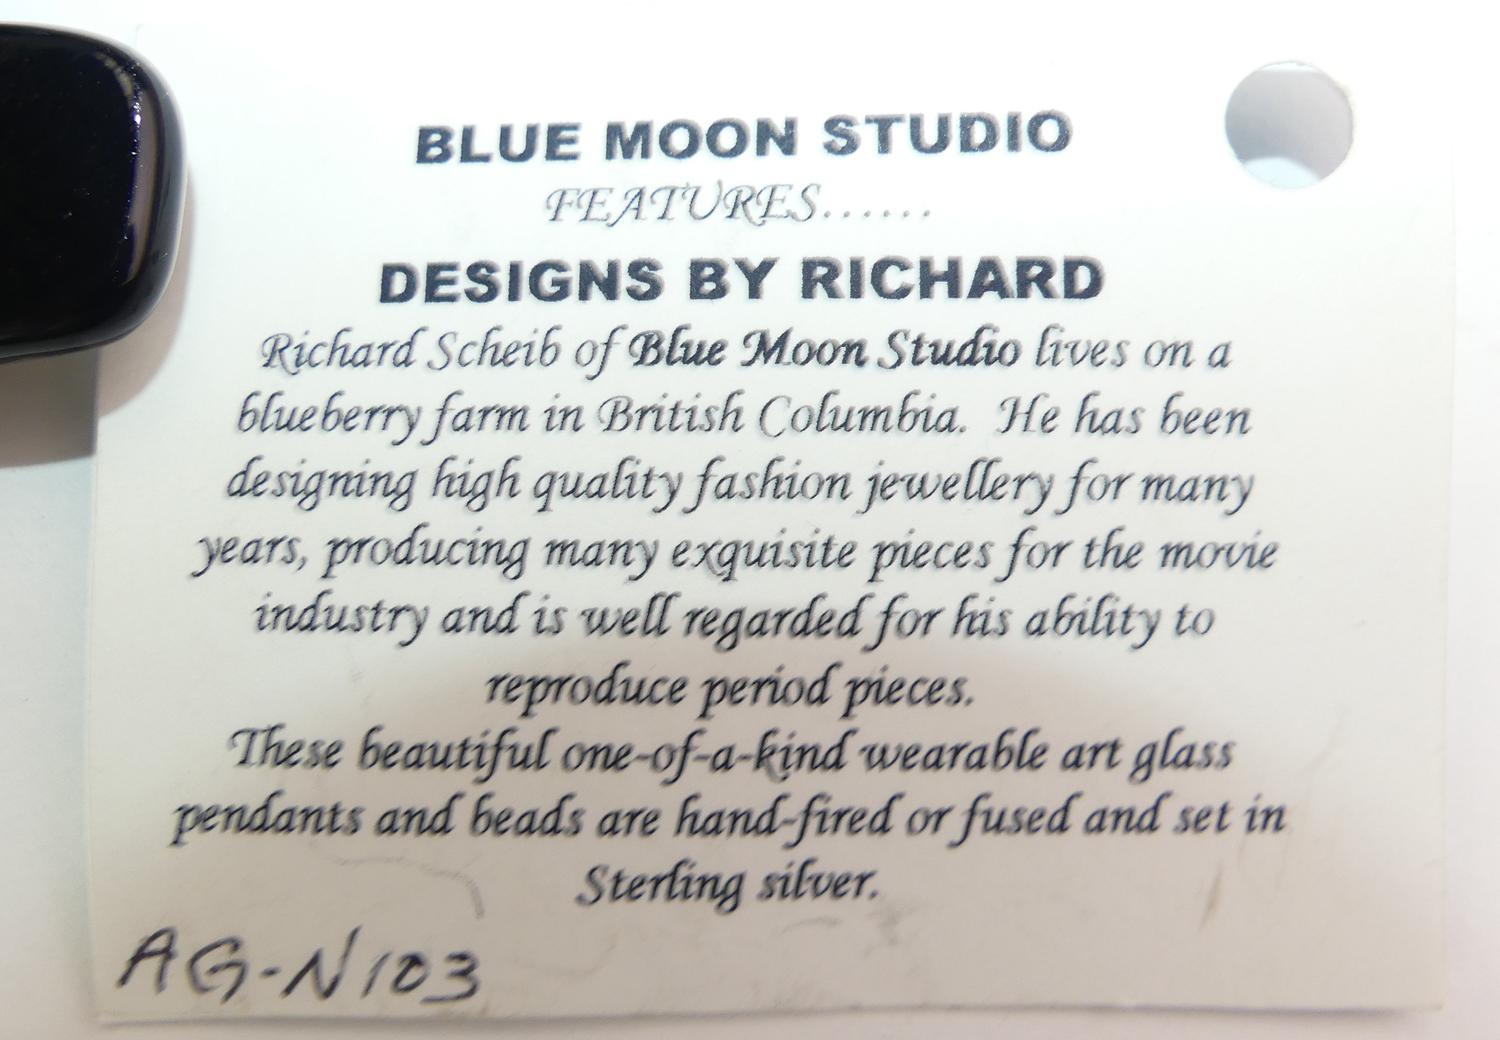 BLUE MOON STUDIO
FEATURES......
DESIGNS BY RICHARD
Richard Scheib of Blue Moon Studio lives on a
blueberry farm in British Columbia. He has been
designing high quality fashion jewellery for many
years, producing many exquisite pieces for the movie
industry and is well regarded for his ability to
reproduce period pieces.
These beautiful one-of-a-kind wearable art glass
pendants and beads are hand-fired or fused and set in
Sterling silver.
AG-N103